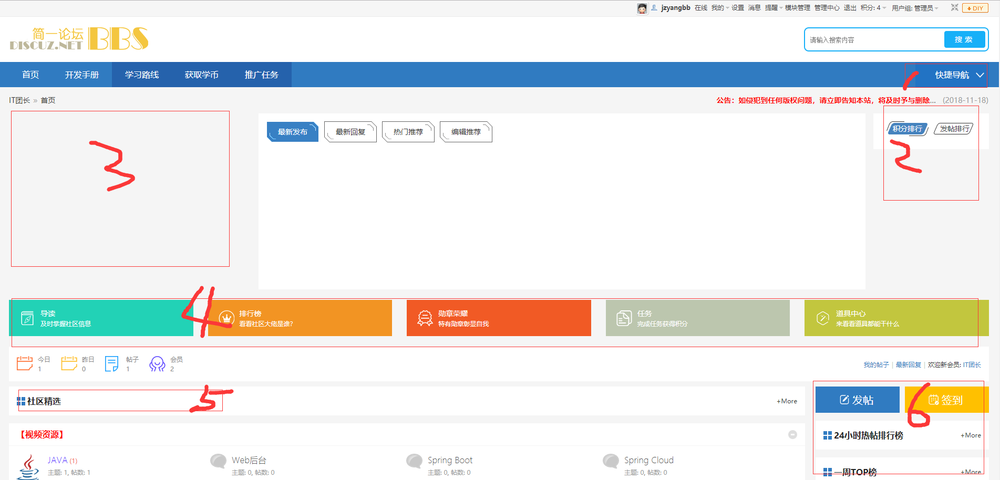 jzyangbb 在线 我的 设置 消息 提醒 模块管理 管理中心 退出 积分: 4 用户组: 管理员 DIY
简一论坛
DISCUZ.NET BBS
请输入搜索内容 搜 索
首页 开发手册 学习路线 获取学币 推广任务 快捷导航
1
IT团长 » 首页 公告：如侵犯到任何版权问题，请立即告知本站，将及时予与删除... (2018-11-18)
最新发布 最新回复 热门推荐 编辑推荐 积分排行 发帖排行
3 2
4
导读 排行榜 勋章荣耀 任务 道具中心
及时掌握社区信息 看看社区大佬是谁? 特有勋章彰显自我 完成任务获得积分 来看看道具都能干什么
今日 昨日 帖子 会员
1 0 1 2
我的帖子 | 最新回复 | 欢迎新会员: IT团长
社区精选 5 +More 发帖 签到
6
【视频资源】 24小时热帖排行榜 +More
JAVA (1) Web后台 Spring Boot Spring Cloud
主题: 1, 帖数: 1 主题: 0, 帖数: 0 主题: 0, 帖数: 0 主题: 0, 帖数: 0
一周TOP榜 +More